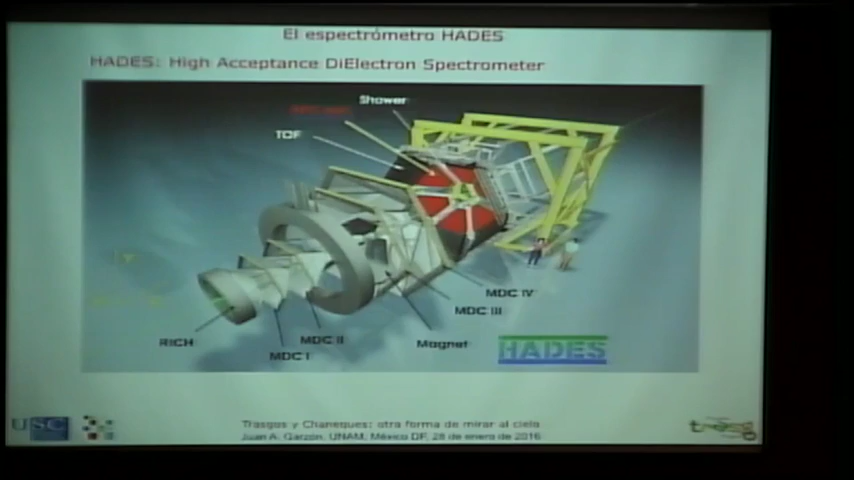 El espectrómetro HADES
HADES: High Acceptance DiElectron Spectrometer
Shower
TOF
MDC IV
MDC III
Magnet
RICH
MDC II
MDC I
HADES
Trasgos y Chaneques: otra forma de mirar al cielo
Juan A. Garzón, UNAM, México DF, 28 de enero de 2016
USC